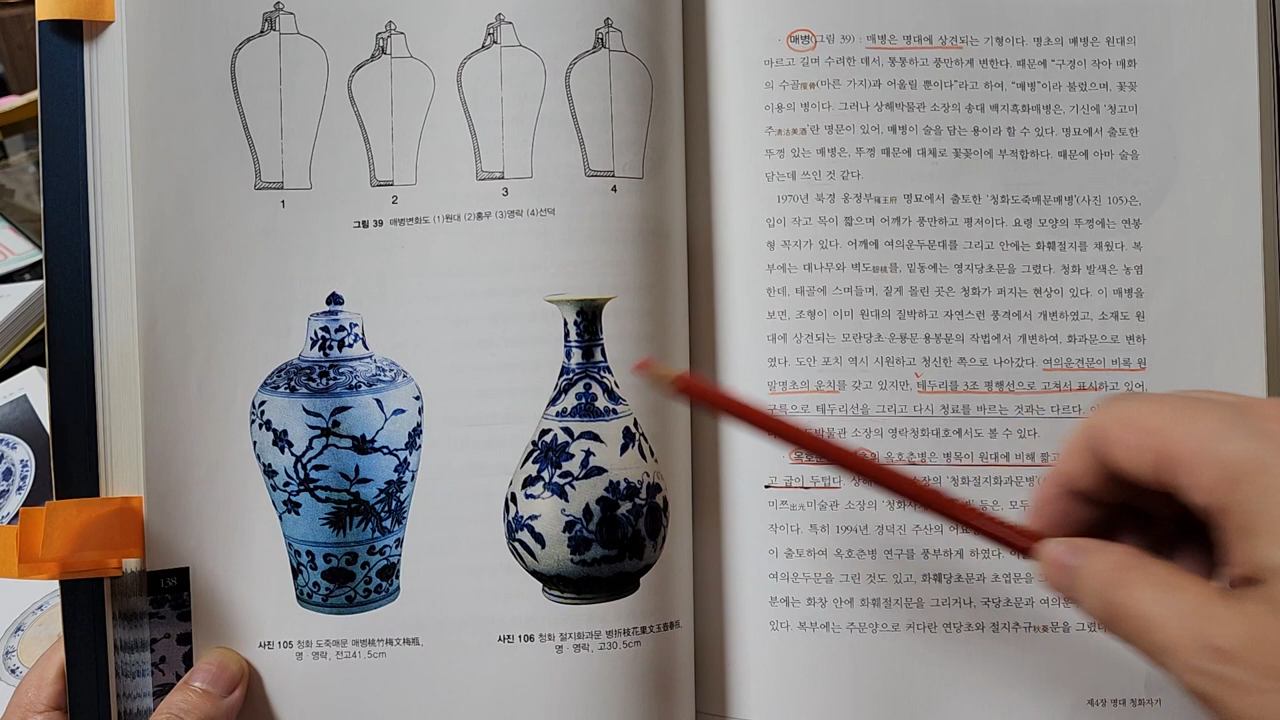 1
2
3
4
그림 39 매병변화도 (1)원대 (2)홍무 (3)영락 (4)선덕
사진 105 청화 도죽매문 매병桃竹梅文梅瓶,
명·영락, 전고41.5cm
사진 106 청화 절지화과문 병折枝花果文玉壺春瓶,
명·영락, 고30.5cm
138
· 매병(그림 39) : 매병은 명대에 상견되는 기형이다. 명초의 매병은 원대의
마르고 길며 수려한 데서, 통통하고 풍만하게 변한다. 때문에 “구경이 작아 매화
의 수골瘦骨(마른 가지)과 어울릴 뿐이다”라고 하여, “매병”이라 불렸으며, 꽃꽂
이용의 병이다. 그러나 상해박물관 소장의 송대 백지흑화매병은, 기신에 ‘청고미
주淸沽美酒’란 명문이 있어, 매병이 술을 담는 용이라 할 수 있다. 명묘에서 출토한
뚜껑 있는 매병은, 뚜껑 때문에 대체로 꽃꽂이에 부적합하다. 때문에 아마 술을
담는데 쓰인 것 같다.
1970년 북경 옹정부雍王府 명묘에서 출토한 ‘청화도죽매문매병’(사진 105)은,
입이 작고 목이 짧으며 어깨가 풍만하고 평저이다. 요령 모양의 뚜껑에는 연봉
형 꼭지가 있다. 어깨에 여의운두문대를 그리고 안에는 화훼절지를 채웠다. 복
부에는 대나무와 벽도碧桃를, 밑동에는 영지당초문을 그렸다. 청화 발색은 농염
한데, 태골에 스며들며, 짙게 몰린 곳은 청화가 퍼지는 현상이 있다. 이 매병을
보면, 조형이 이미 원대의 질박하고 자연스런 풍격에서 개변하였고, 소재도 원
대에 상견되는 모란당초·운룡문·용봉문의 작법에서 개변하여, 화과문으로 변하
였다. 도안 포치 역시 시원하고 청신한 쪽으로 나아갔다. 여의운견문이 비록 원
말명초의 운치를 갖고 있지만, 테두리를 3조 평행선으로 고쳐서 표시하고 있어,
구륵으로 테두리선을 그리고 다시 청료를 바르는 것과는 다르다.
박물관 소장의 영락청화대호에서도 볼 수 있다.
· 옥호춘 옥호춘병은 병목이 원대에 비해 짧고
고 굽이 두텁다. 소장의 ‘청화절지화과문병’(
미쯔出光미술관 소장의 ‘청화 등은, 모두
작이다. 특히 1994년 경덕진 주산의
이 출토하여 옥호춘병 연구를 풍부하게 하였다.
여의운두문을 그린 것도 있고, 화훼당초문과 초엽문을
분에는 화창 안에 화훼절지문을 그리거나, 국당초문과 여의운
있다. 복부에는 주문양으로 커다란 연당초와 절지추규秋葵문을 그렸다
제4장 명대 청화자기